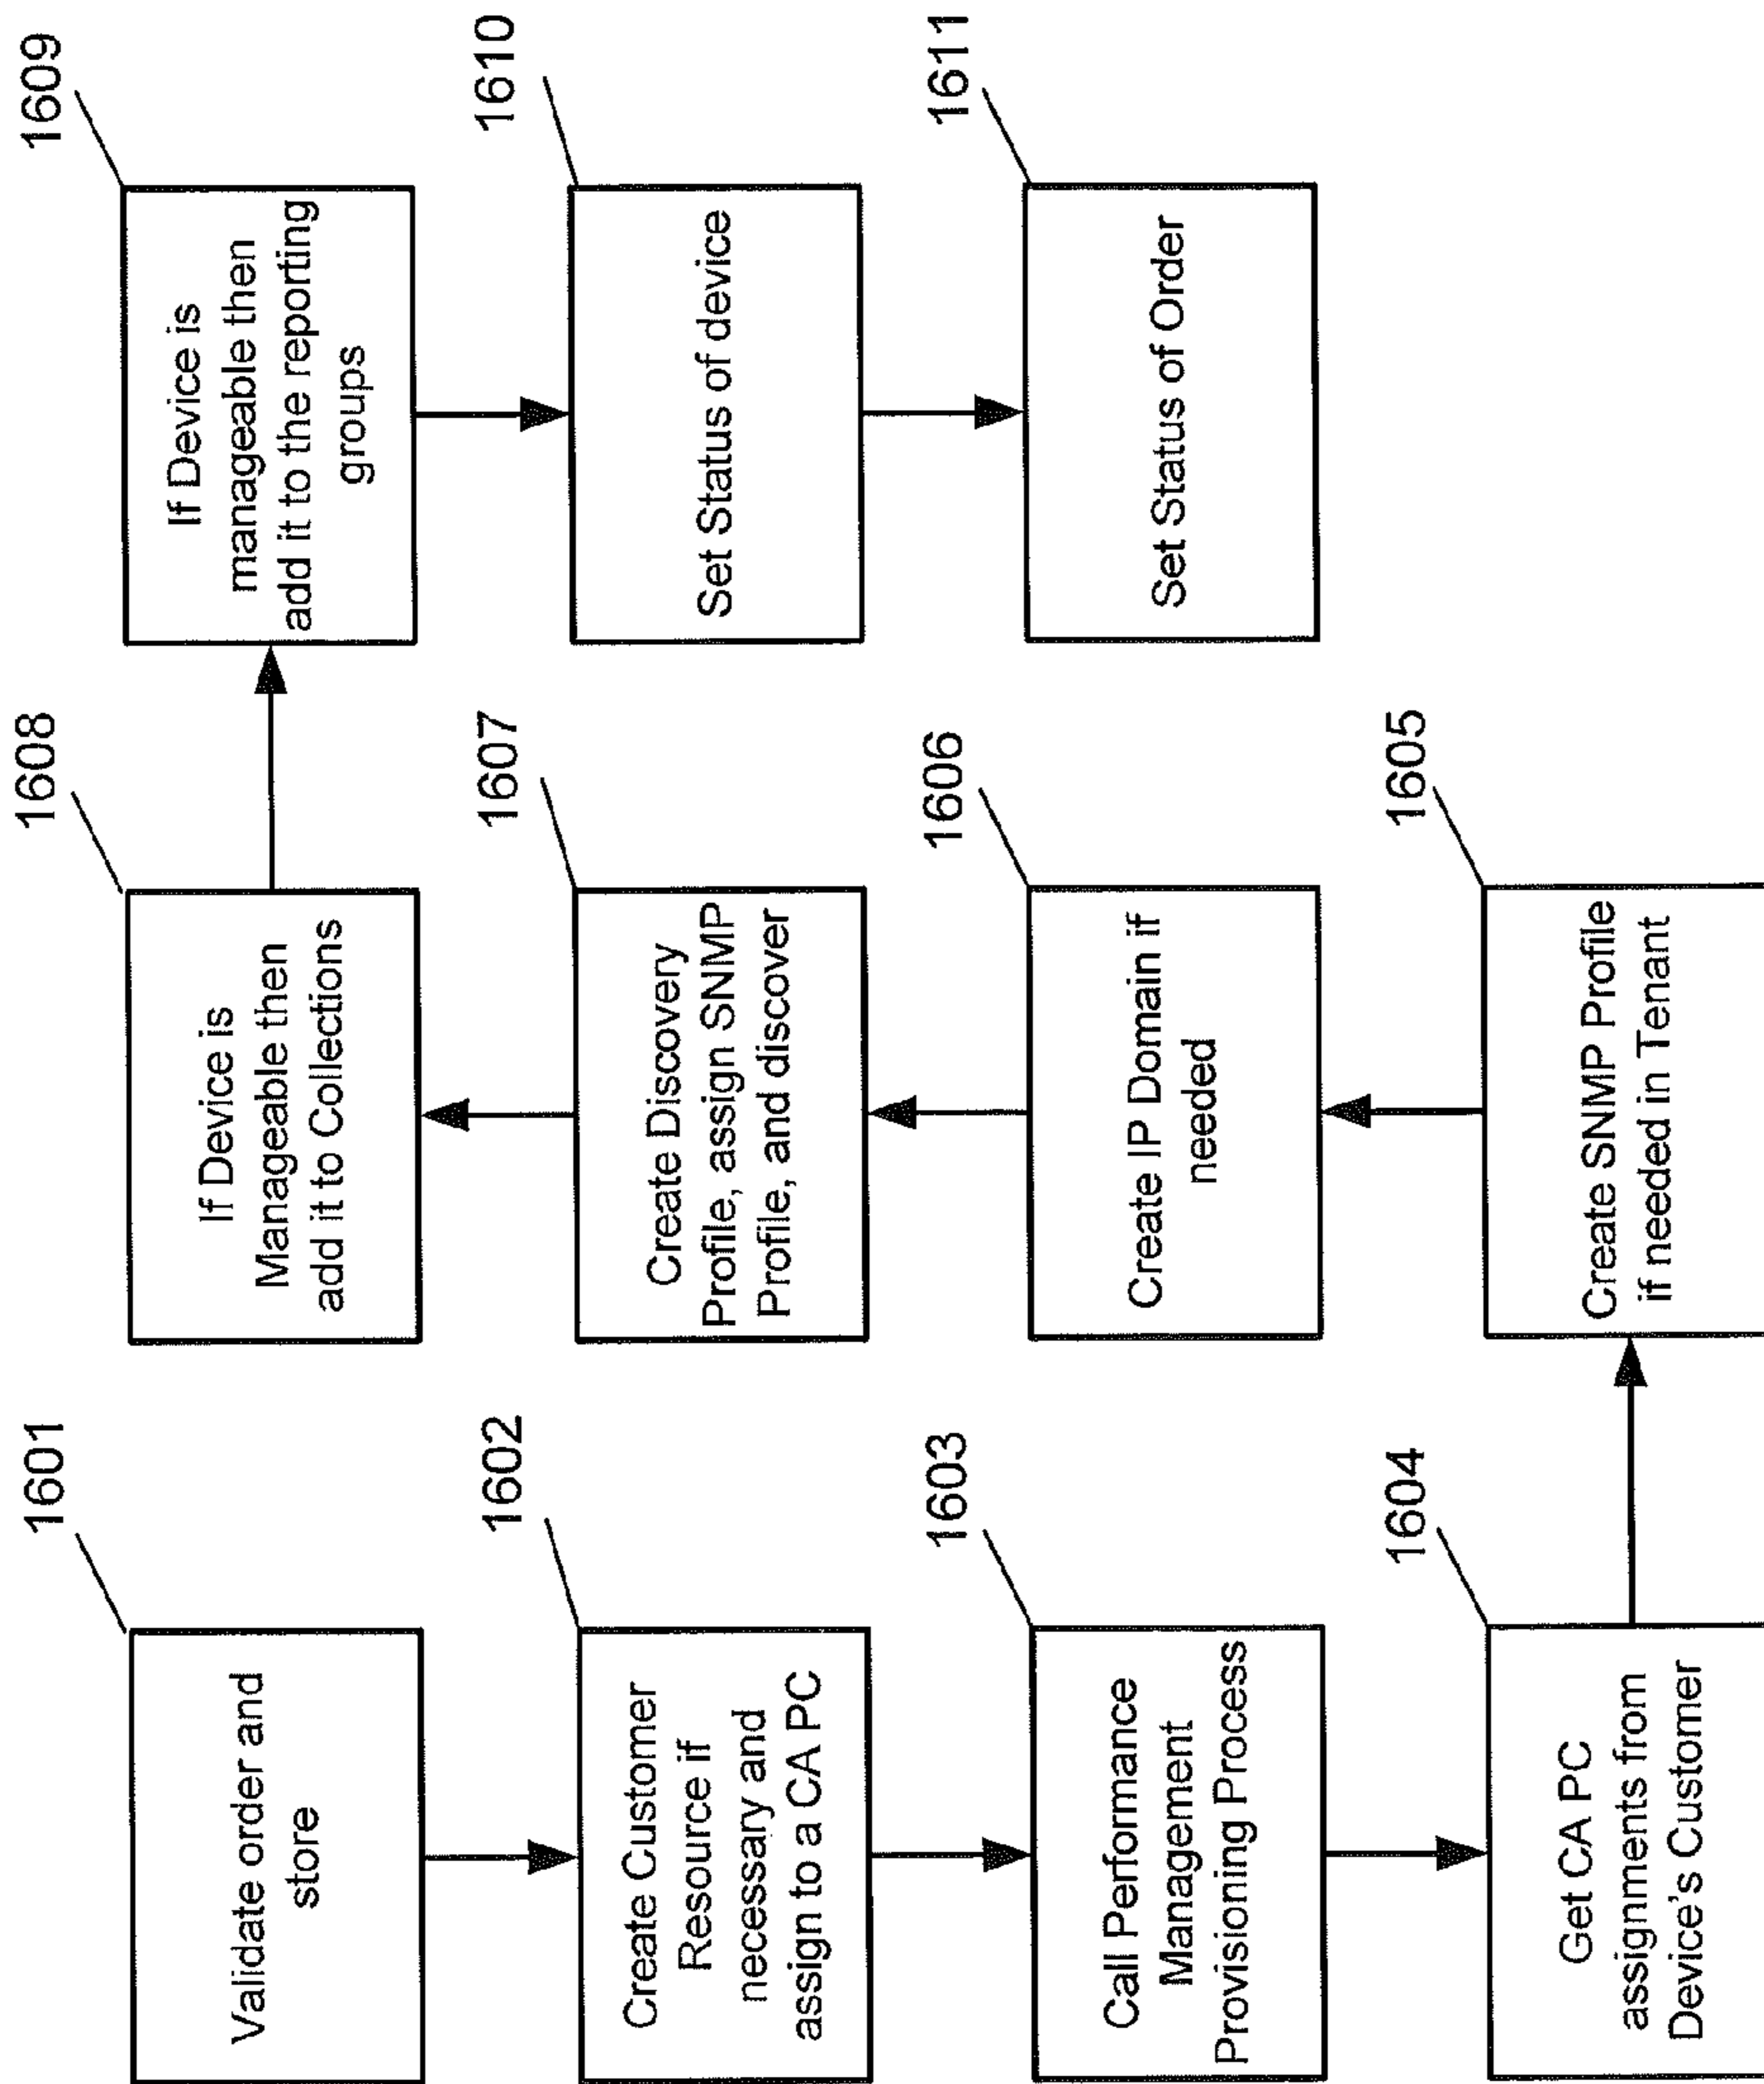 1601
Validate order and
store
1602
Create Customer
Resource if
necessary and
assign to a CA PC
1603
Call Performance
Management
Provisioning Process
1604
Get CA PC
assignments from
Device's Customer
1605
Create SNMP Profile
if needed in Tenant
1606
Create IP Domain if
needed
1607
Create Discovery
Profile, assign SNMP
Profile, and discover
1608
If Device is
Manageable then
add it to Collections
1609
If Device is
manageable then
add it to the reporting
groups
1610
Set Status of device
1611
Set Status of Order